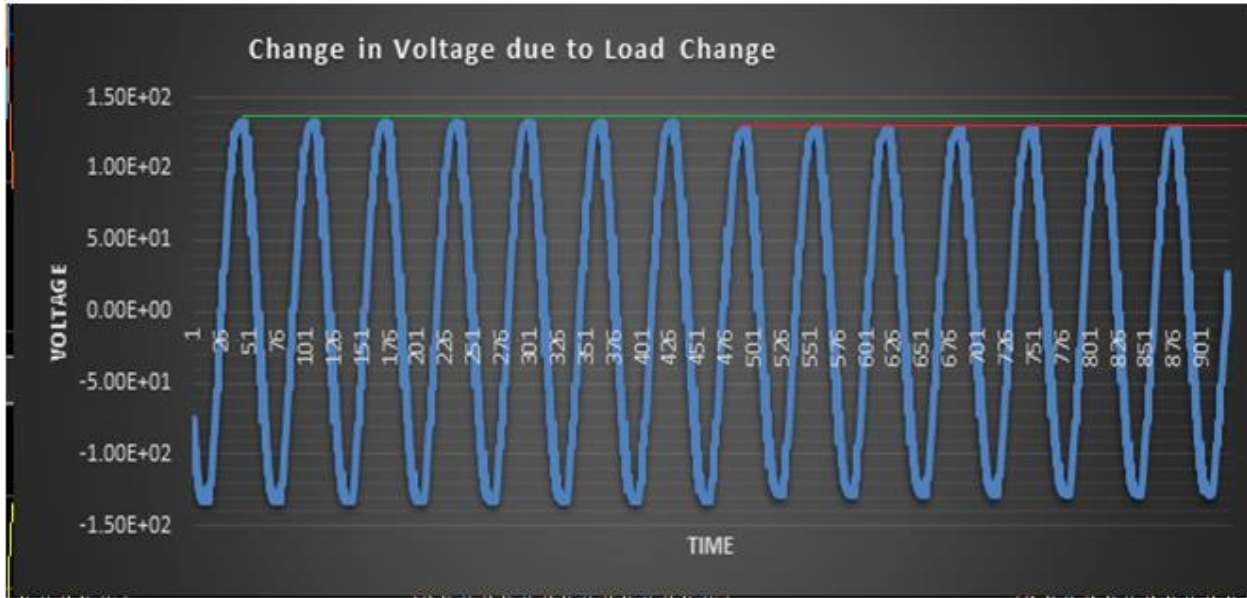 Change in Voltage due to Load Change
1.50E+02
1.00E+02
5.00E+01
0.00E+00
-5.00E+01
-1.00E+02
-1.50E+02
VOLTAGE
1 26 51 76 101 126 151 176 201 226 251 276 301 326 351 376 401 426 451 476 501 526 551 576 601 626 651 676 701 726 751 776 801 826 851 876 901
TIME